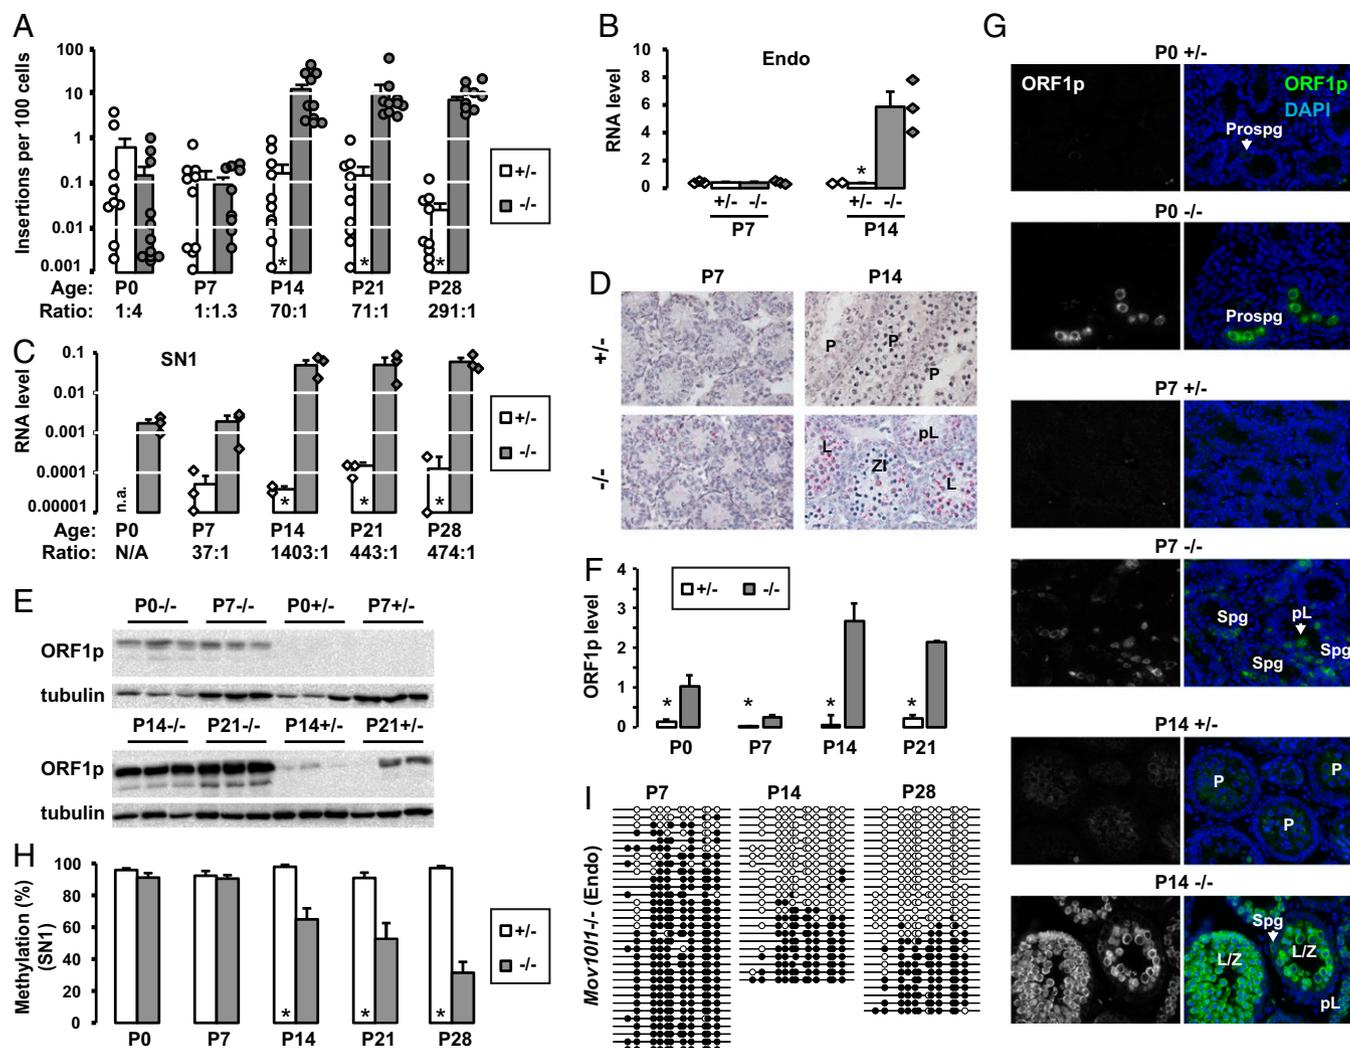 A
Insertions per 100 cells
100
10
1
0.1
0.01
0.001
* * *
Age: P0 P7 P14 P21 P28
Ratio: 1:4 1:1.3 70:1 71:1 291:1
+/-
-/-
B
Endo
RNA level
10
8
6
4
2
0
*
+/- -/- +/- -/-
P7 P14
C
SN1
RNA level
0.1
0.01
0.001
0.0001
0.00001
n.a.
* * *
Age: P0 P7 P14 P21 P28
Ratio: N/A 37:1 1403:1 443:1 474:1
+/-
-/-
D
P7 P14
+/-
P P P
-/-
L pL Zl L
E
P0-/- P7-/- P0+/- P7+/-
ORF1p
tubulin
P14-/- P21-/- P14+/- P21+/-
ORF1p
tubulin
F
ORF1p level
4
3
2
1
0
+/- -/-
* * * *
P0 P7 P14 P21
G
P0 +/-
ORF1p
ORF1p
DAPI
Prospg
P0 -/-
Prospg
P7 +/-
P7 -/-
Spg pL
Spg Spg
P14 +/-
P P P
P14 -/-
Spg
L/Z L/Z
pL
H
Methylation (%)
(SN1)
100
80
60
40
20
0
* * *
P0 P7 P14 P21 P28
+/-
-/-
I
P7 P14 P28
Mov10l1-/- (Endo)